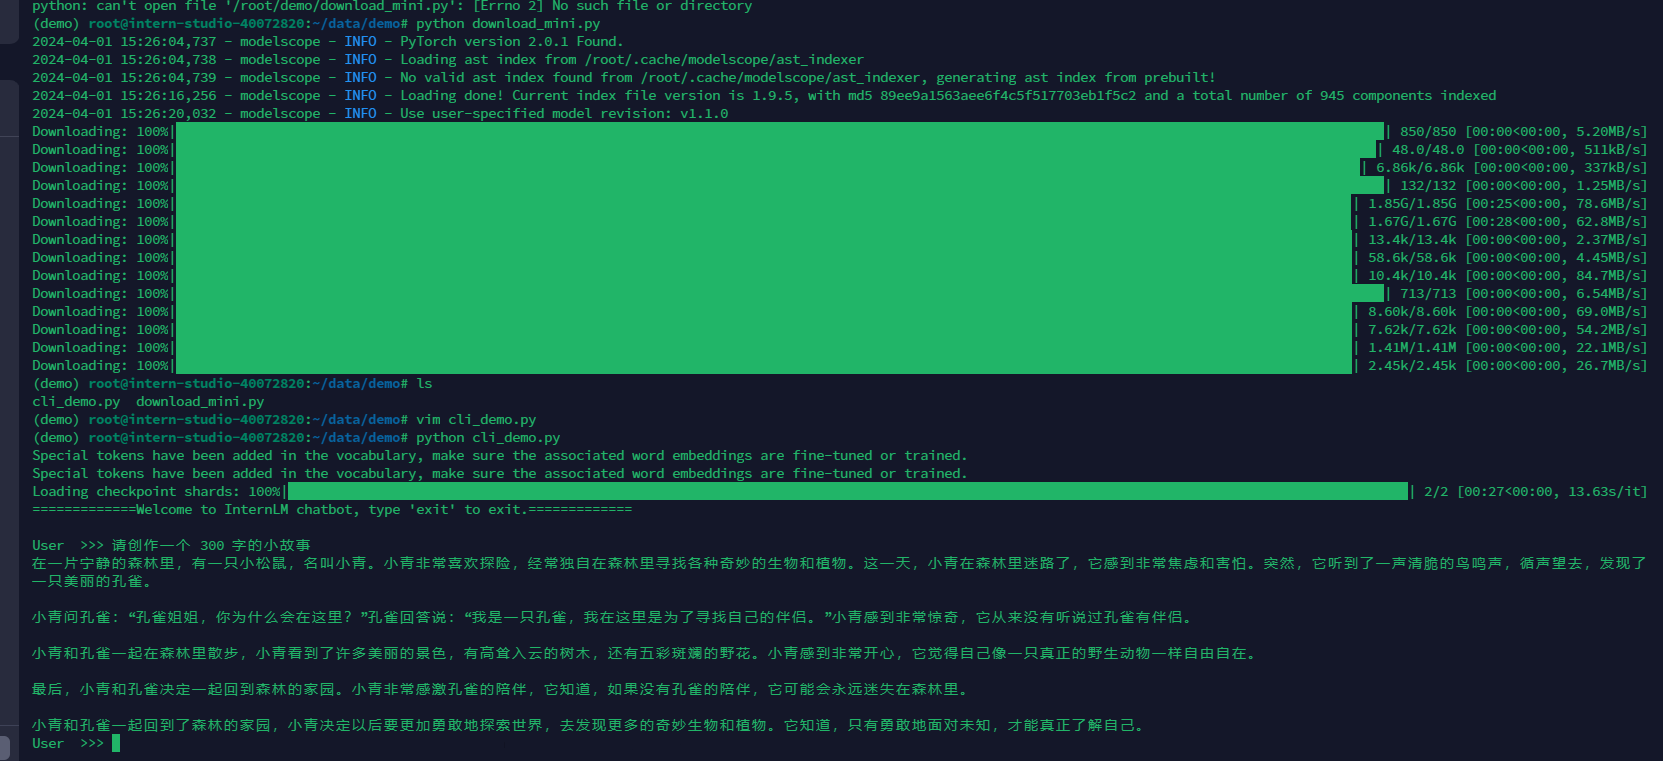 python: can't open file '/root/demo/download_mini.py': [Errno 2] No such file or directory
(demo) root@intern-studio-40072820:~/data/demo# python download_mini.py
2024-04-01 15:26:04,737 - modelscope - INFO - PyTorch version 2.0.1 Found.
2024-04-01 15:26:04,738 - modelscope - INFO - Loading ast index from /root/.cache/modelscope/ast_indexer
2024-04-01 15:26:04,739 - modelscope - INFO - No valid ast index found from /root/.cache/modelscope/ast_indexer, generating ast index from prebuilt!
2024-04-01 15:26:16,256 - modelscope - INFO - Loading done! Current index file version is 1.9.5, with md5 89ee9a1563aee6f4c5f517703eb1f5c2 and a total number of 945 components indexed
2024-04-01 15:26:20,032 - modelscope - INFO - Use user-specified model revision: v1.1.0
Downloading: 100%| | 850/850 [00:00<00:00, 5.20MB/s]
Downloading: 100%| | 48.0/48.0 [00:00<00:00, 511kB/s]
Downloading: 100%| | 6.86k/6.86k [00:00<00:00, 337kB/s]
Downloading: 100%| | 132/132 [00:00<00:00, 1.25MB/s]
Downloading: 100%| | 1.85G/1.85G [00:25<00:00, 78.6MB/s]
Downloading: 100%| | 1.67G/1.67G [00:28<00:00, 62.8MB/s]
Downloading: 100%| | 13.4k/13.4k [00:00<00:00, 2.37MB/s]
Downloading: 100%| | 58.6k/58.6k [00:00<00:00, 4.45MB/s]
Downloading: 100%| | 10.4k/10.4k [00:00<00:00, 84.7MB/s]
Downloading: 100%| | 713/713 [00:00<00:00, 6.54MB/s]
Downloading: 100%| | 8.60k/8.60k [00:00<00:00, 69.0MB/s]
Downloading: 100%| | 7.62k/7.62k [00:00<00:00, 54.2MB/s]
Downloading: 100%| | 1.41M/1.41M [00:00<00:00, 22.1MB/s]
Downloading: 100%| | 2.45k/2.45k [00:00<00:00, 26.7MB/s]
(demo) root@intern-studio-40072820:~/data/demo# ls
cli_demo.py  download_mini.py
(demo) root@intern-studio-40072820:~/data/demo# vim cli_demo.py
(demo) root@intern-studio-40072820:~/data/demo# python cli_demo.py
Special tokens have been added in the vocabulary, make sure the associated word embeddings are fine-tuned or trained.
Special tokens have been added in the vocabulary, make sure the associated word embeddings are fine-tuned or trained.
Loading checkpoint shards: 100%| | 2/2 [00:27<00:00, 13.63s/it]
=============Welcome to InternLM chatbot, type 'exit' to exit.=============
User  >>> 请创作一个 300 字的小故事
在一片宁静的森林里，有一只小松鼠，名叫小青。小青非常喜欢探险，经常独自在森林里寻找各种奇妙的生物和植物。这一天，小青在森林里迷路了，它感到非常焦虑和害怕。突然，它听到了一声清脆的鸟鸣声，循声望去，发现了
一只美丽的孔雀。
小青问孔雀：“孔雀姐姐，你为什么会在这里？”孔雀回答说：“我是一只孔雀，我在这里是为了寻找自己的伴侣。”小青感到非常惊奇，它从来没有听说过孔雀有伴侣。
小青和孔雀一起在森林里散步，小青看到了许多美丽的景色，有高耸入云的树木，还有五彩斑斓的野花。小青感到非常开心，它觉得自己像一只真正的野生动物一样自由自在。
最后，小青和孔雀决定一起回到森林的家园。小青非常感激孔雀的陪伴，它知道，如果没有孔雀的陪伴，它可能会永远迷失在森林里。
小青和孔雀一起回到了森林的家园，小青决定以后要更加勇敢地探索世界，去发现更多的奇妙生物和植物。它知道，只有勇敢地面对未知，才能真正了解自己。
User  >>>